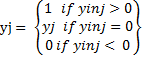 yj = { 1 if yinj > 0
yj if yinj = 0
0 if yinj < 0